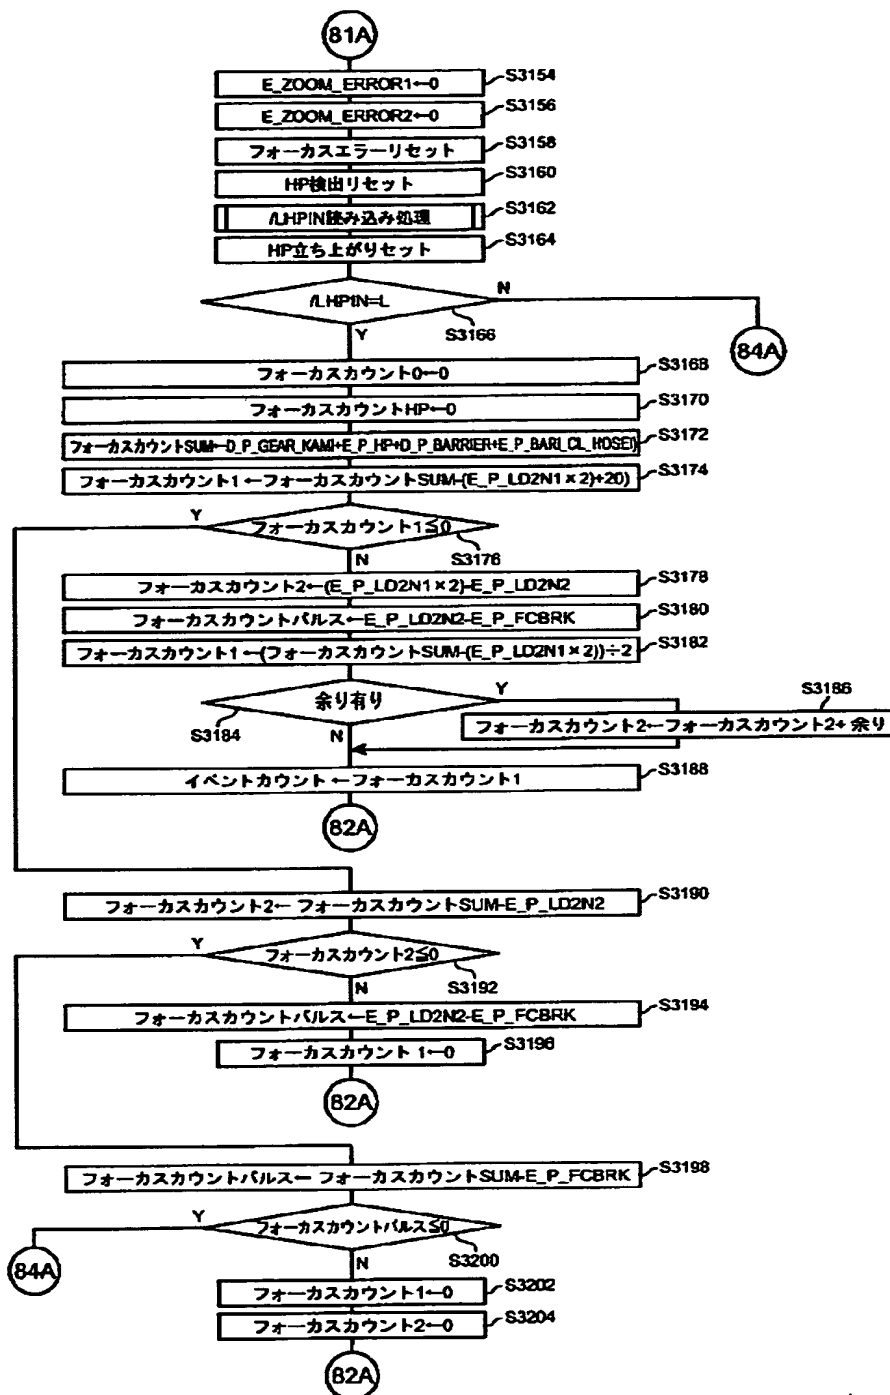 81A
E_ZOOM_ERROR1←0
S3154
E_ZOOM_ERROR2←0
S3156
フォーカスエラーリセット
S3158
HP検出リセット
S3160
/LHPIN読み込み処理
S3162
HP立ち上がりセット
S3164
/LHPIN=L
N
S3166
Y
84A
フォーカスカウント0←0
S3168
フォーカスカウントHP←0
S3170
フォーカスカウントSUM←D_P_GEAR_KAMI+E_P_HP+D_P_BARRIER+E_P_BARI_CL_HOSEI)
S3172
フォーカスカウント1←フォーカスカウントSUM-(E_P_LD2N1×2)+20)
S3174
Y
フォーカスカウント1≦0
S3176
N
フォーカスカウント2←(E_P_LD2N1×2)-E_P_LD2N2
S3178
フォーカスカウントパルス←E_P_LD2N2-E_P_FCBRK
S3180
フォーカスカウント1←(フォーカスカウントSUM-(E_P_LD2N1×2))÷2
S3182
余り有り
Y
S3184
N
S3186
フォーカスカウント2←フォーカスカウント2+余り
イベントカウント←フォーカスカウント1
S3188
82A
フォーカスカウント2←フォーカスカウントSUM-E_P_LD2N2
S3190
Y
フォーカスカウント2≦0
S3192
N
フォーカスカウントパルス←E_P_LD2N2-E_P_FCBRK
S3194
フォーカスカウント1←0
S3196
82A
フォーカスカウントパルス←フォーカスカウントSUM-E_P_FCBRK
S3198
Y
フォーカスカウントパルス≦0
S3200
84A
N
フォーカスカウント1←0
S3202
フォーカスカウント2←0
S3204
82A